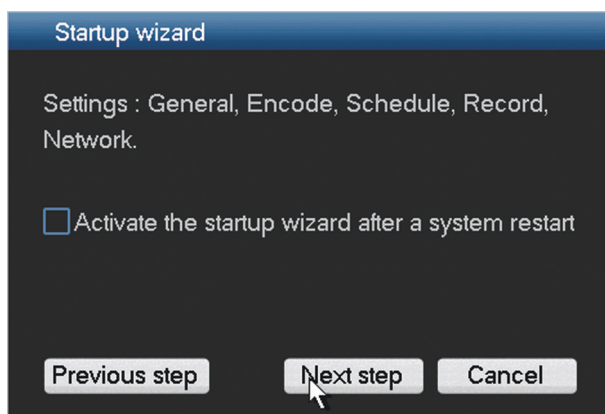 Startup wizard
Settings : General, Encode, Schedule, Record,
Network.
Activate the startup wizard after a system restart
Previous step
Next step
Cancel